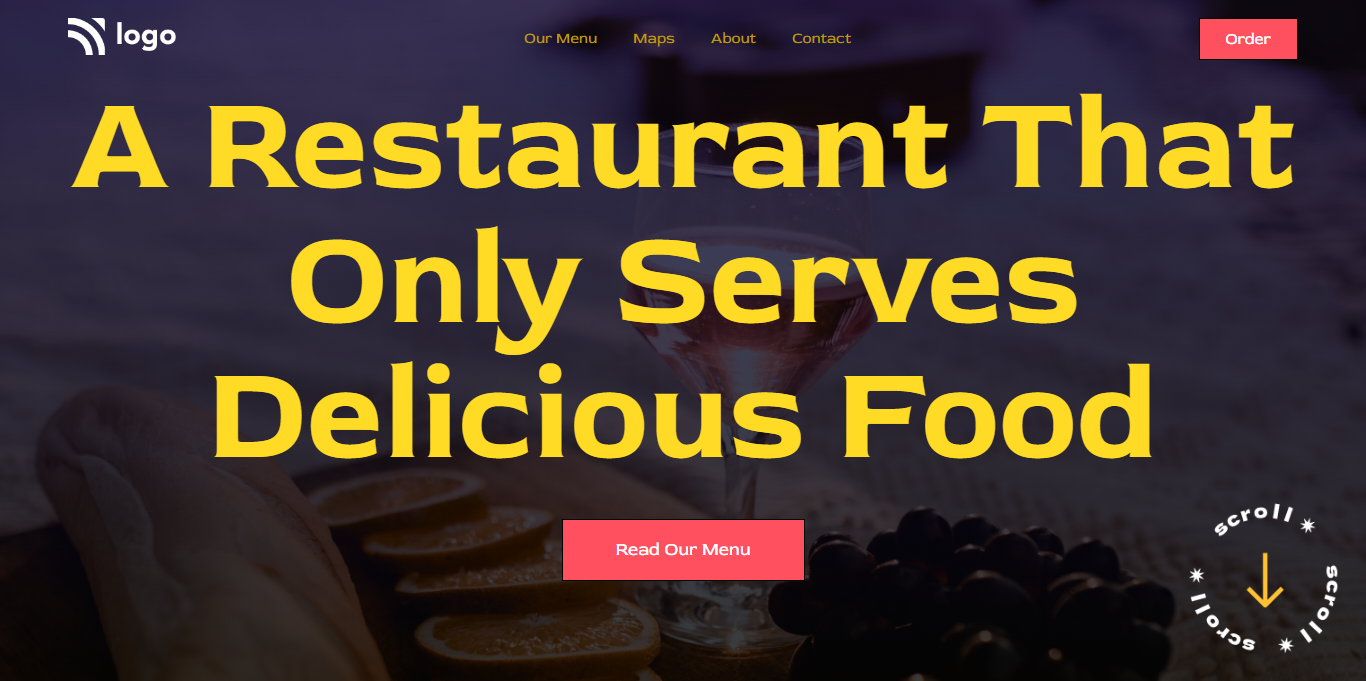 logo
Our Menu Maps About Contact
Order
A Restaurant That
Only Serves
Delicious Food
Read Our Menu
scroll
scroll
scroll